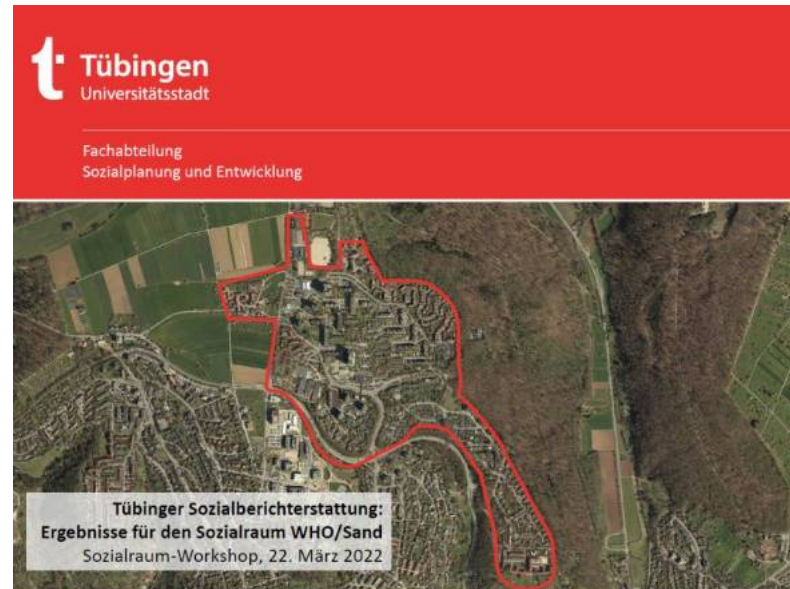 Tübingen
Universitätsstadt
Fachabteilung
Sozialplanung und Entwicklung
Tübinger Sozialberichterstattung:
Ergebnisse für den Sozialraum WHO/Sand
Sozialraum-Workshop, 22. März 2022